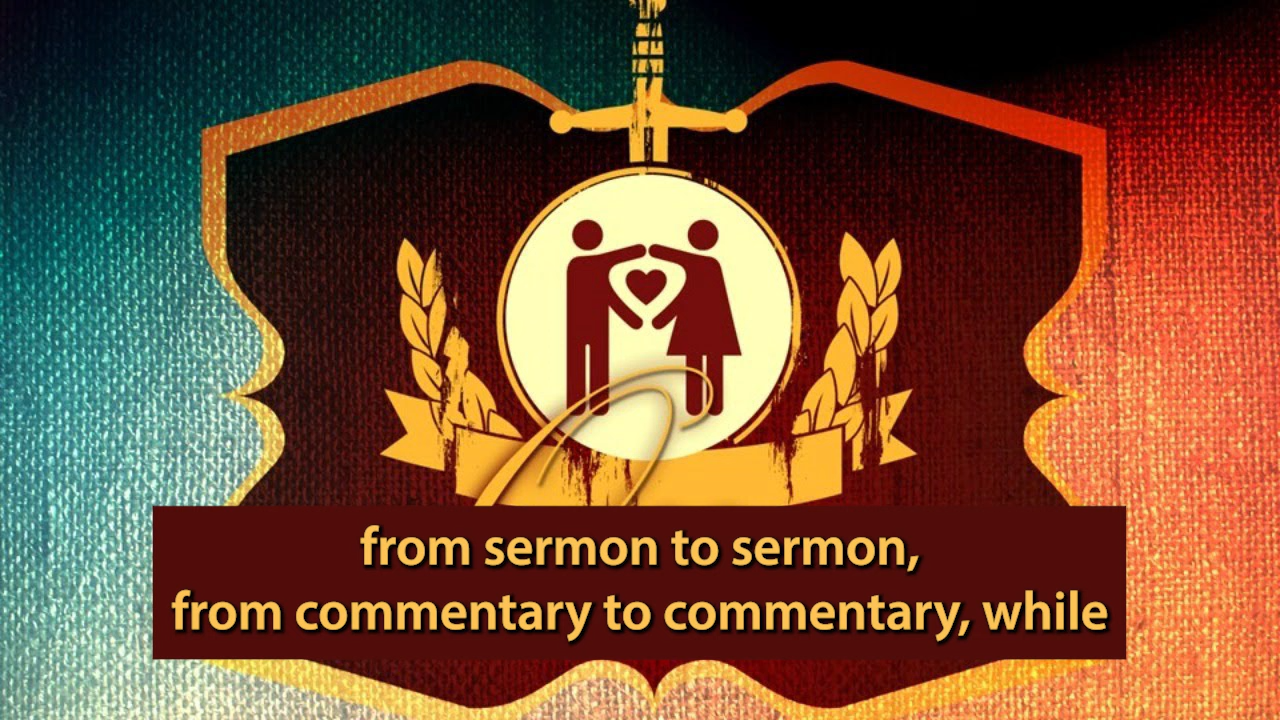 from sermon to sermon,
from commentary to commentary, while